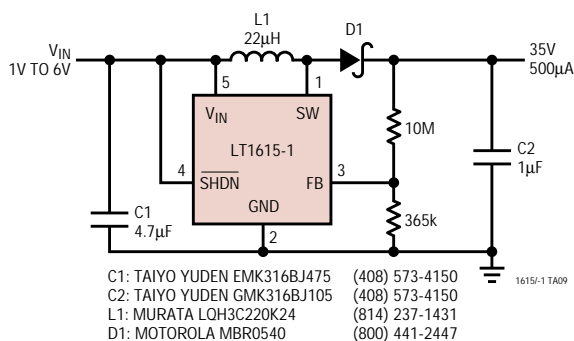 L1
22µH
D1
VIN
1V TO 6V
35V
500µA
5
1
VIN
SW
10M
LT1615-1
C2
1µF
4
SHDN
FB
3
GND
365k
C1
4.7µF
2
C1: TAIYO YUDEN EMK316BJ475 (408) 573-4150
C2: TAIYO YUDEN GMK316BJ105 (408) 573-4150
L1: MURATA LQH3C220K24 (814) 237-1431
D1: MOTOROLA MBR0540 (800) 441-2447
1615/-1 TA09